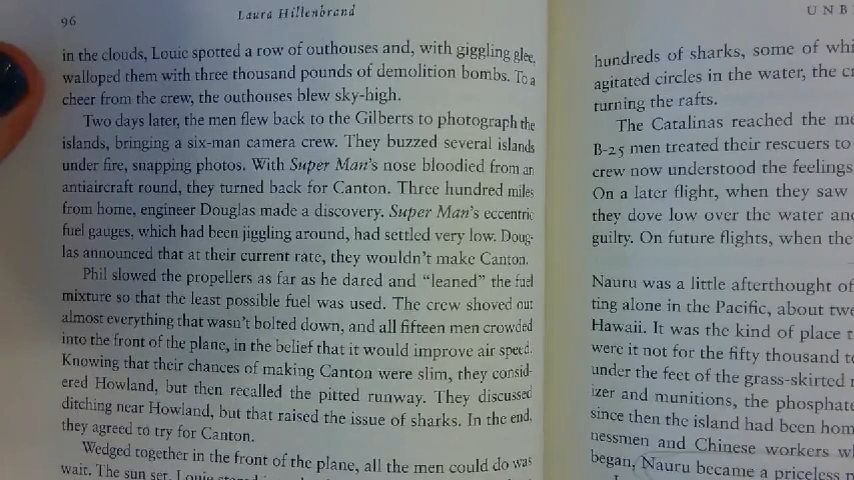 96
Laura Hillenbrand
in the clouds, Louie spotted a row of outhouses and, with giggling glee,
walloped them with three thousand pounds of demolition bombs. To a
cheer from the crew, the outhouses blew sky-high.
Two days later, the men flew back to the Gilberts to photograph the
islands, bringing a six-man camera crew. They buzzed several islands
under fire, snapping photos. With Super Man's nose bloodied from an
antiaircraft round, they turned back for Canton. Three hundred miles
from home, engineer Douglas made a discovery. Super Man's eccentric
fuel gauges, which had been jiggling around, had settled very low. Doug-
las announced that at their current rate, they wouldn't make Canton.
Phil slowed the propellers as far as he dared and "leaned" the fuel
mixture so that the least possible fuel was used. The crew shoved out
almost everything that wasn't bolted down, and all fifteen men crowded
into the front of the plane, in the belief that it would improve air speed.
Knowing that their chances of making Canton were slim, they consid-
ered Howland, but then recalled the pitted runway. They discussed
ditching near Howland, but that raised the issue of sharks. In the end,
they agreed to try for Canton.
Wedged together in the front of the plane, all the men could do was
wait. The sun set. Louie
UNB
hundreds of sharks, some of whi
agitated circles in the water, the c
turning the rafts.
The Catalinas reached the me
B-25 men treated their rescuers to
crew now understood the feelings
On a later flight, when they saw
they dove low over the water and
guilty. On future flights, when the
Nauru was a little afterthought of
ting alone in the Pacific, about twe
Hawaii. It was the kind of place t
were it not for the fifty thousand to
under the feet of the grass-skirted
izer and munitions, the phosphate
since then the island had been hom
nessmen and Chinese workers w
began, Nauru became a priceless